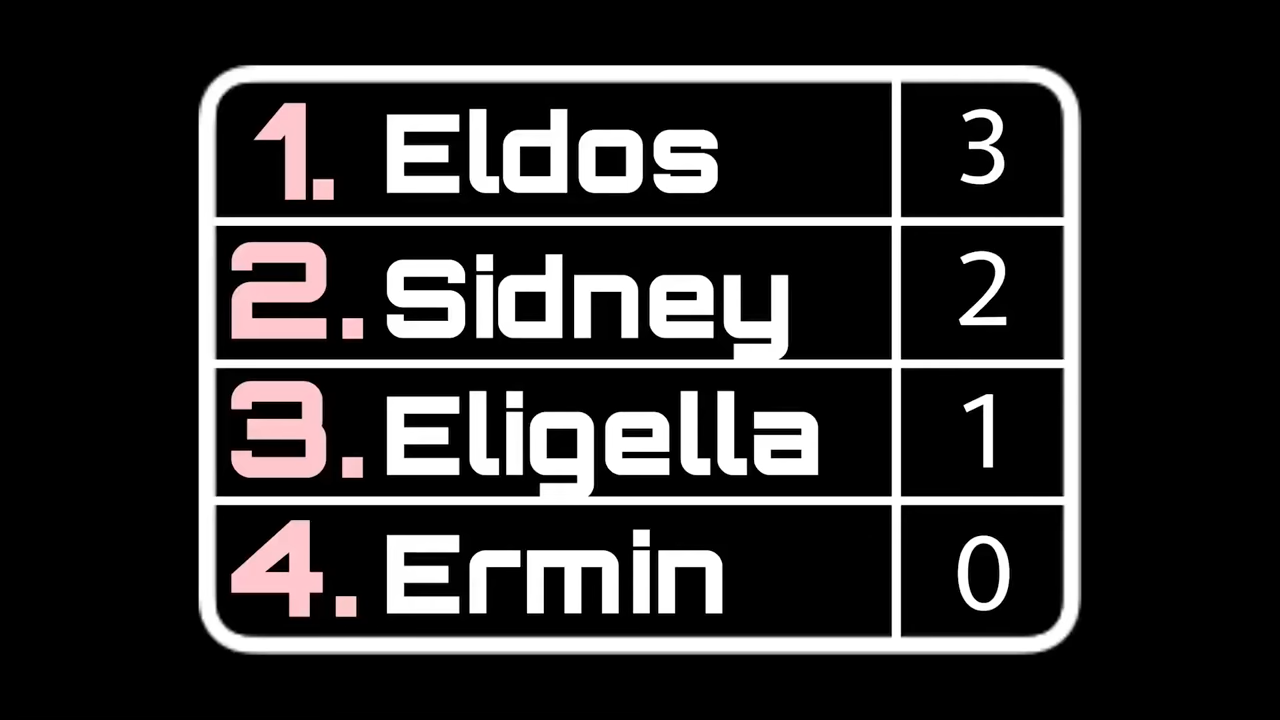 1. Eldos 3
2. Sidney 2
3. Eligella 1
4. Ermin 0